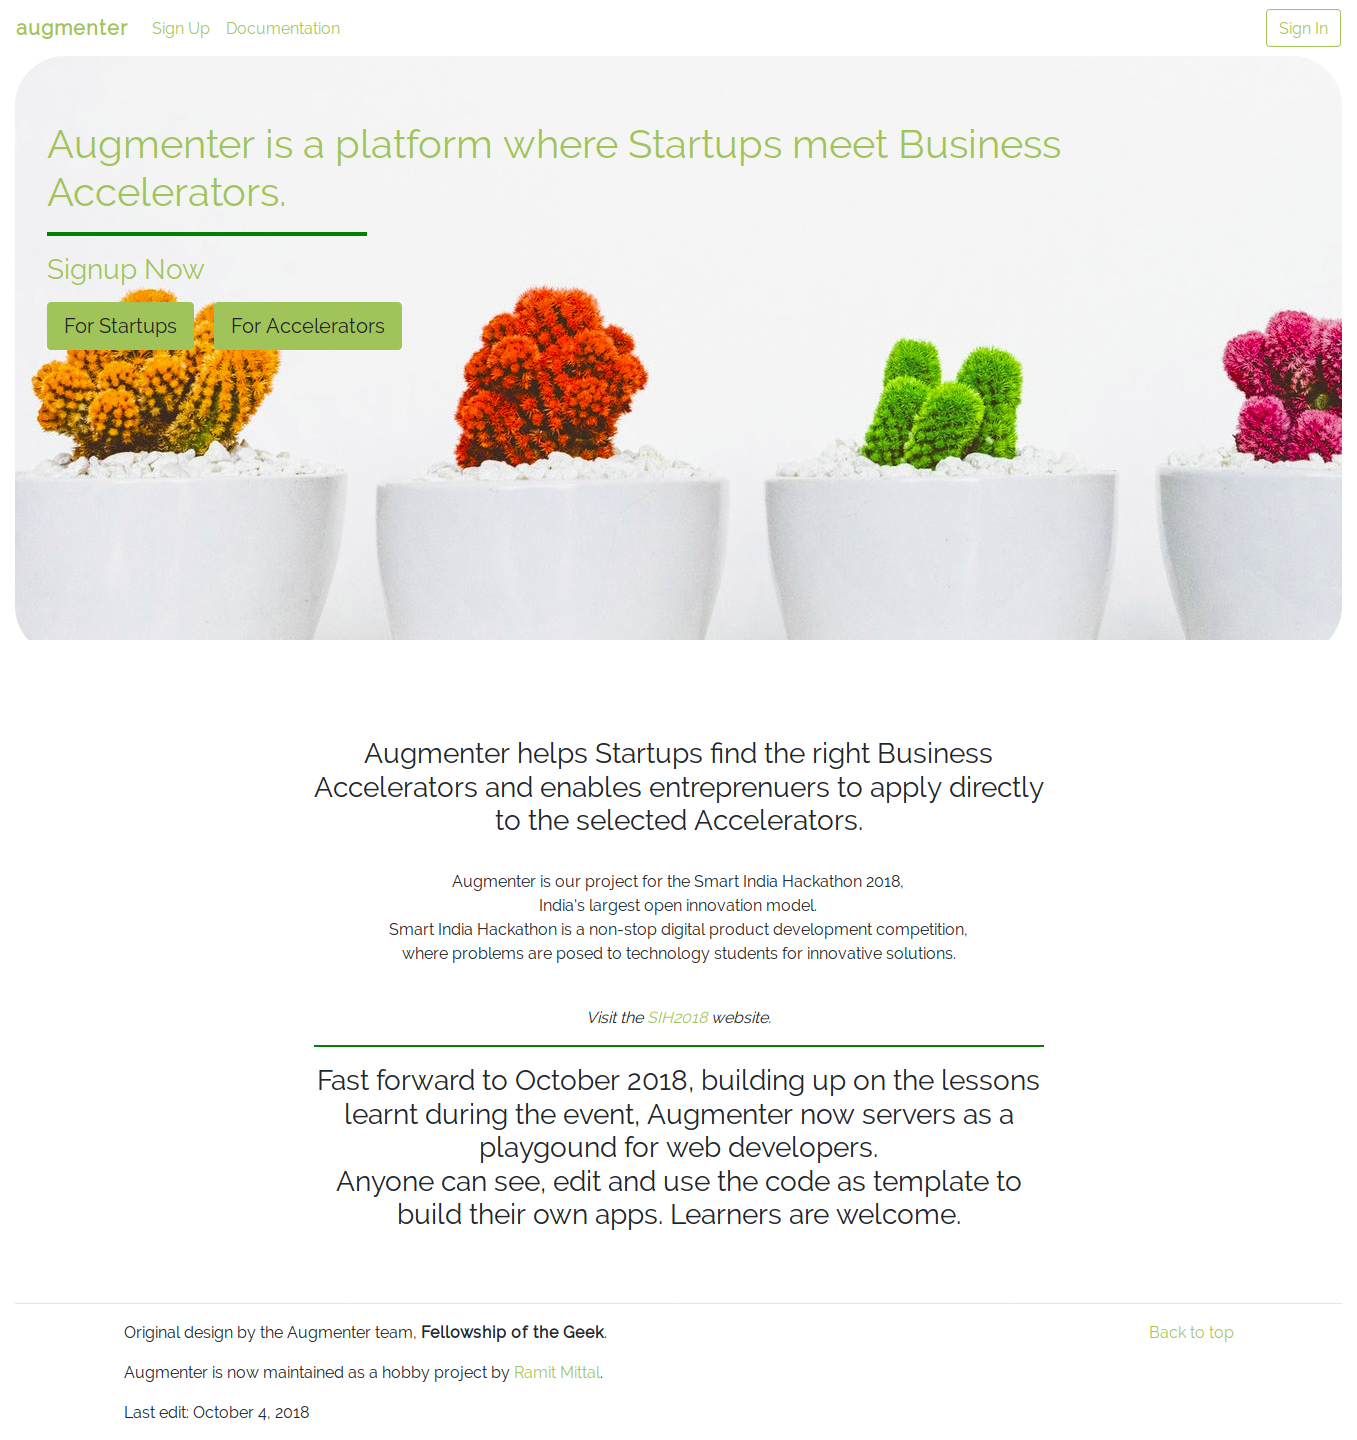 augmenter Sign Up Documentation Sign In
Augmenter is a platform where Startups meet Business
Accelerators.
Signup Now
For Startups For Accelerators
Augmenter helps Startups find the right Business
Accelerators and enables entreprenuers to apply directly
to the selected Accelerators.
Augmenter is our project for the Smart India Hackathon 2018,
India's largest open innovation model.
Smart India Hackathon is a non-stop digital product development competition,
where problems are posed to technology students for innovative solutions.
Visit the SIH2018 website.
Fast forward to October 2018, building up on the lessons
learnt during the event, Augmenter now servers as a
playgound for web developers.
Anyone can see, edit and use the code as template to
build their own apps. Learners are welcome.
Original design by the Augmenter team, Fellowship of the Geek. Back to top
Augmenter is now maintained as a hobby project by Ramit Mittal.
Last edit: October 4, 2018